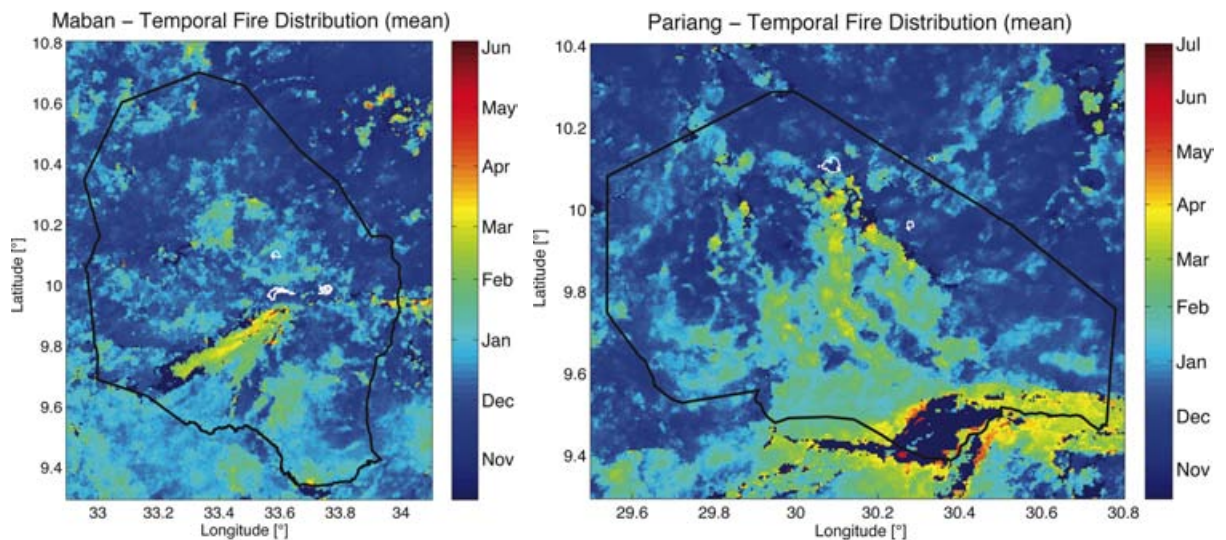 Maban – Temporal Fire Distribution (mean)
10.8
10.6
10.4
10.2
10
9.8
9.6
9.4
Latitude [°]
33
33.2
33.4
33.6
33.8
34
Longitude [°]
Jun
May
Apr
Mar
Feb
Jan
Dec
Nov
Pariang – Temporal Fire Distribution (mean)
10.4
10.2
10
9.8
9.6
9.4
Latitude [°]
29.6
29.8
30
30.2
30.4
30.6
30.8
Longitude [°]
Jul
Jun
May
Apr
Mar
Feb
Jan
Dec
Nov